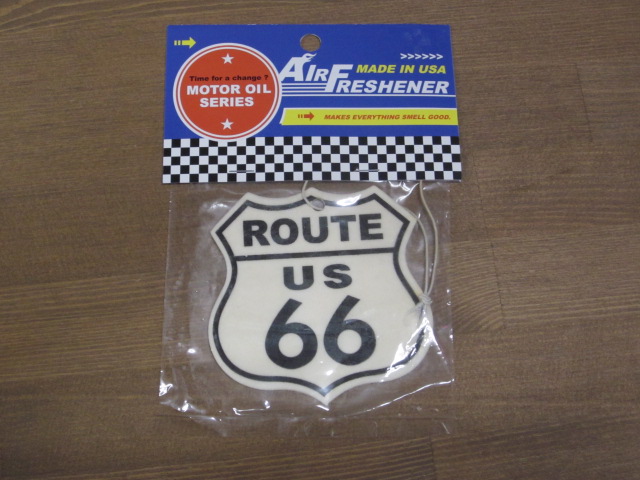 Time for a change ?
MOTOR OIL
SERIES
>>>>>>
MADE IN USA
AIR FRESHENER
MAKES EVERYTHING SMELL GOOD.
ROUTE
US
66